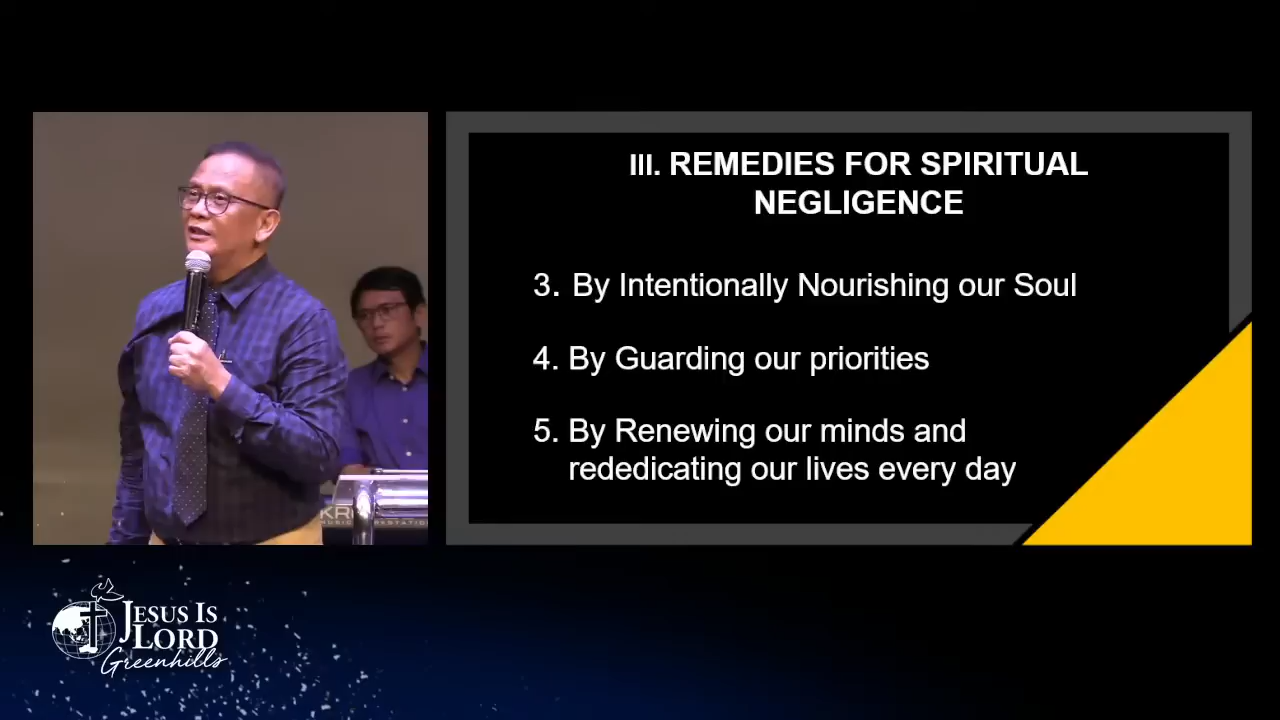 III. REMEDIES FOR SPIRITUAL
NEGLIGENCE
3. By Intentionally Nourishing our Soul
4. By Guarding our priorities
5. By Renewing our minds and
rededicating our lives every day
JESUS IS
LORD
Greenhills